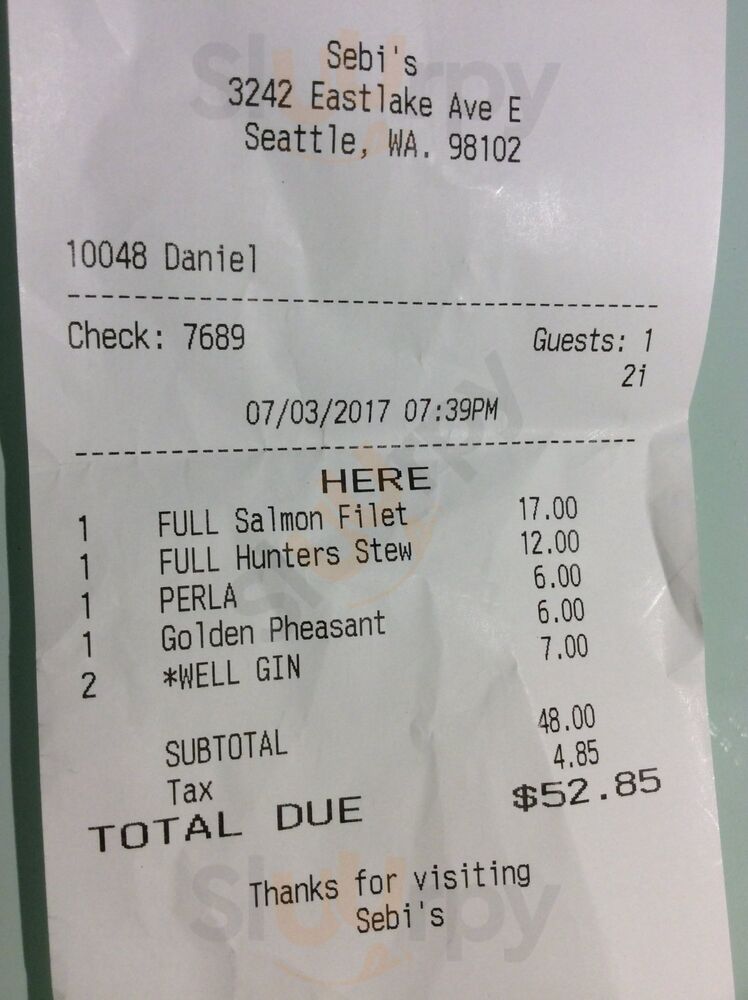 Sebi's
3242 Eastlake Ave E
Seattle, WA. 98102
10048 Daniel
Check: 7689 Guests: 1
2i
07/03/2017 07:39PM
HERE
1 FULL Salmon Filet 17.00
1 FULL Hunters Stew 12.00
1 PERLA 6.00
1 Golden Pheasant 6.00
2 *WELL GIN 7.00
SUBTOTAL 48.00
Tax 4.85
TOTAL DUE $52.85
Thanks for visiting
Sebi's
Sluurpy
Sluurpy
Sluurpy